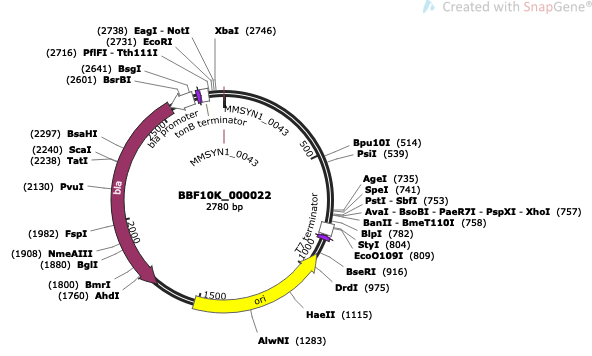 Created with SnapGene®
(2738) EagI - NotI
XbaI (2746)
(2731) EcoRI
(2716) PflFI - Tth111I
(2641) BsgI
(2601) BsrBI
(2297) BsaHI
(2240) ScaI
(2238) TatI
(2130) PvuI
(1982) FspI
(1908) NmeAIII
(1880) BglI
(1800) BmrI
(1760) AhdI
Bpu10I (514)
PsiI (539)
AgeI (735)
SpeI (741)
PstI - SbfI (753)
AvaI - BsoBI - PaeR7I - PspXI - XhoI (757)
BanII - BmeT110I (758)
BlpI (782)
StyI (804)
EcoO109I (809)
BseRI (916)
DrdI (975)
HaeII (1115)
AlwNI (1283)
MMSYN1_0043
bla promoter
tonB terminator
MMSYN1_0043
BBF10K_000022
2780 bp
T7 terminator
bla
ori
500
1000
1500
2000
2500